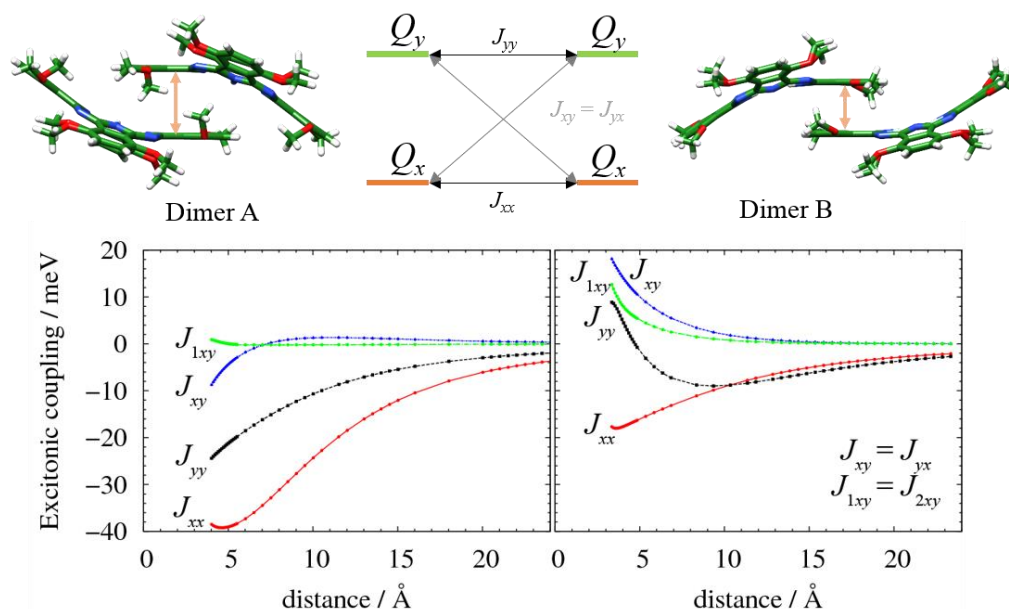 Q_y J_yy Q_y
J_xy = J_yx
Q_x Q_x
J_xx
Dimer A
Dimer B
Excitonic coupling / meV
20
10
0
−10
−20
−30
−40
J_1xy
J_xy
J_yy
J_xx
0 5 10 15 20
distance / Å
J_1xy J_xy
J_yy
J_xx
J_xy = J_yx
J_1xy = J_2xy
0 5 10 15 20
distance / Å